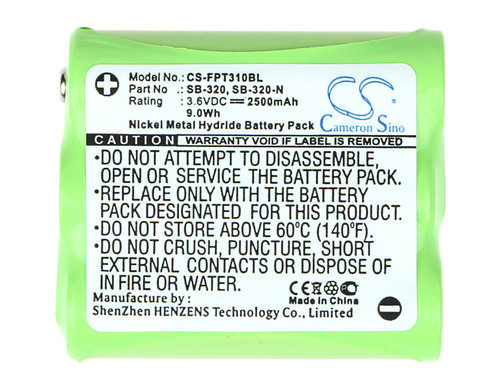 Model No.: CS-FPT310BL
Part No. : SB-320, SB-320-N
Rating : 3.6VDC ⎓ 2500mAh
9.0Wh
Nickel Metal Hydride Battery Pack
CS
Cameron Sino
CAUTION
WARRANTY VOID IF LABEL IS REMOVED!
•DO NOT ATTEMPT TO DISASSEMBLE,
OPEN OR SERVICE THE BATTERY.
•REPLACE ONLY WITH THE BATTERY
PACK DESIGNATED FOR YOUR PRODUCT.
•DO NOT STORE ABOVE 60°C (140°F).
•DO NOT CRUSH, PUNCTURE, SHORT
EXTERNAL CONTACTS OR DISPOSE OF
IN FIRE OR WATER.
Made in China
Manufactured by:
ShenZhen HENZENS Technology Co., Limited
CE